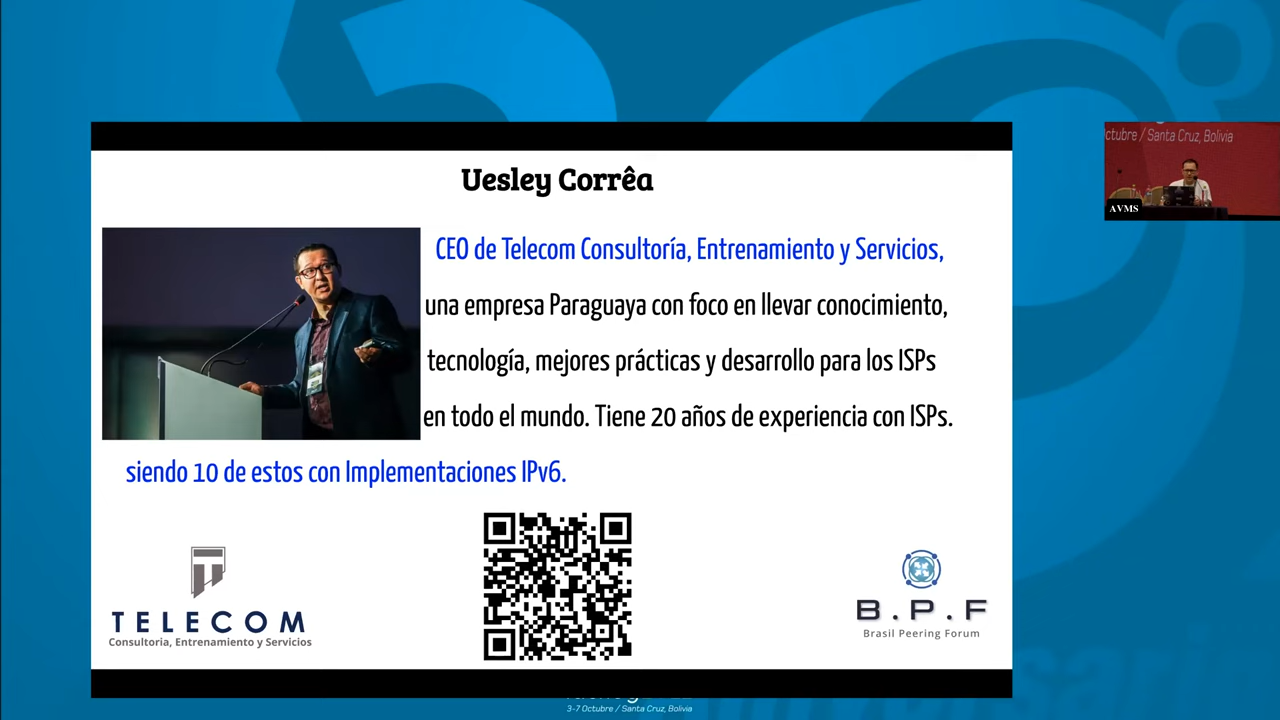 Uesley Corrêa
CEO de Telecom Consultoría, Entrenamiento y Servicios,
una empresa Paraguaya con foco en llevar conocimiento,
tecnología, mejores prácticas y desarrollo para los ISPs
en todo el mundo. Tiene 20 años de experiencia con ISPs.
siendo 10 de estos con Implementaciones IPv6.
TELECOM
Consultoria, Entrenamiento y Servicios
B.P.F
Brasil Peering Forum
ctubre / Santa Cruz, Bolivia
AVMS
3-7 Octubre / Santa Cruz, Bolivia